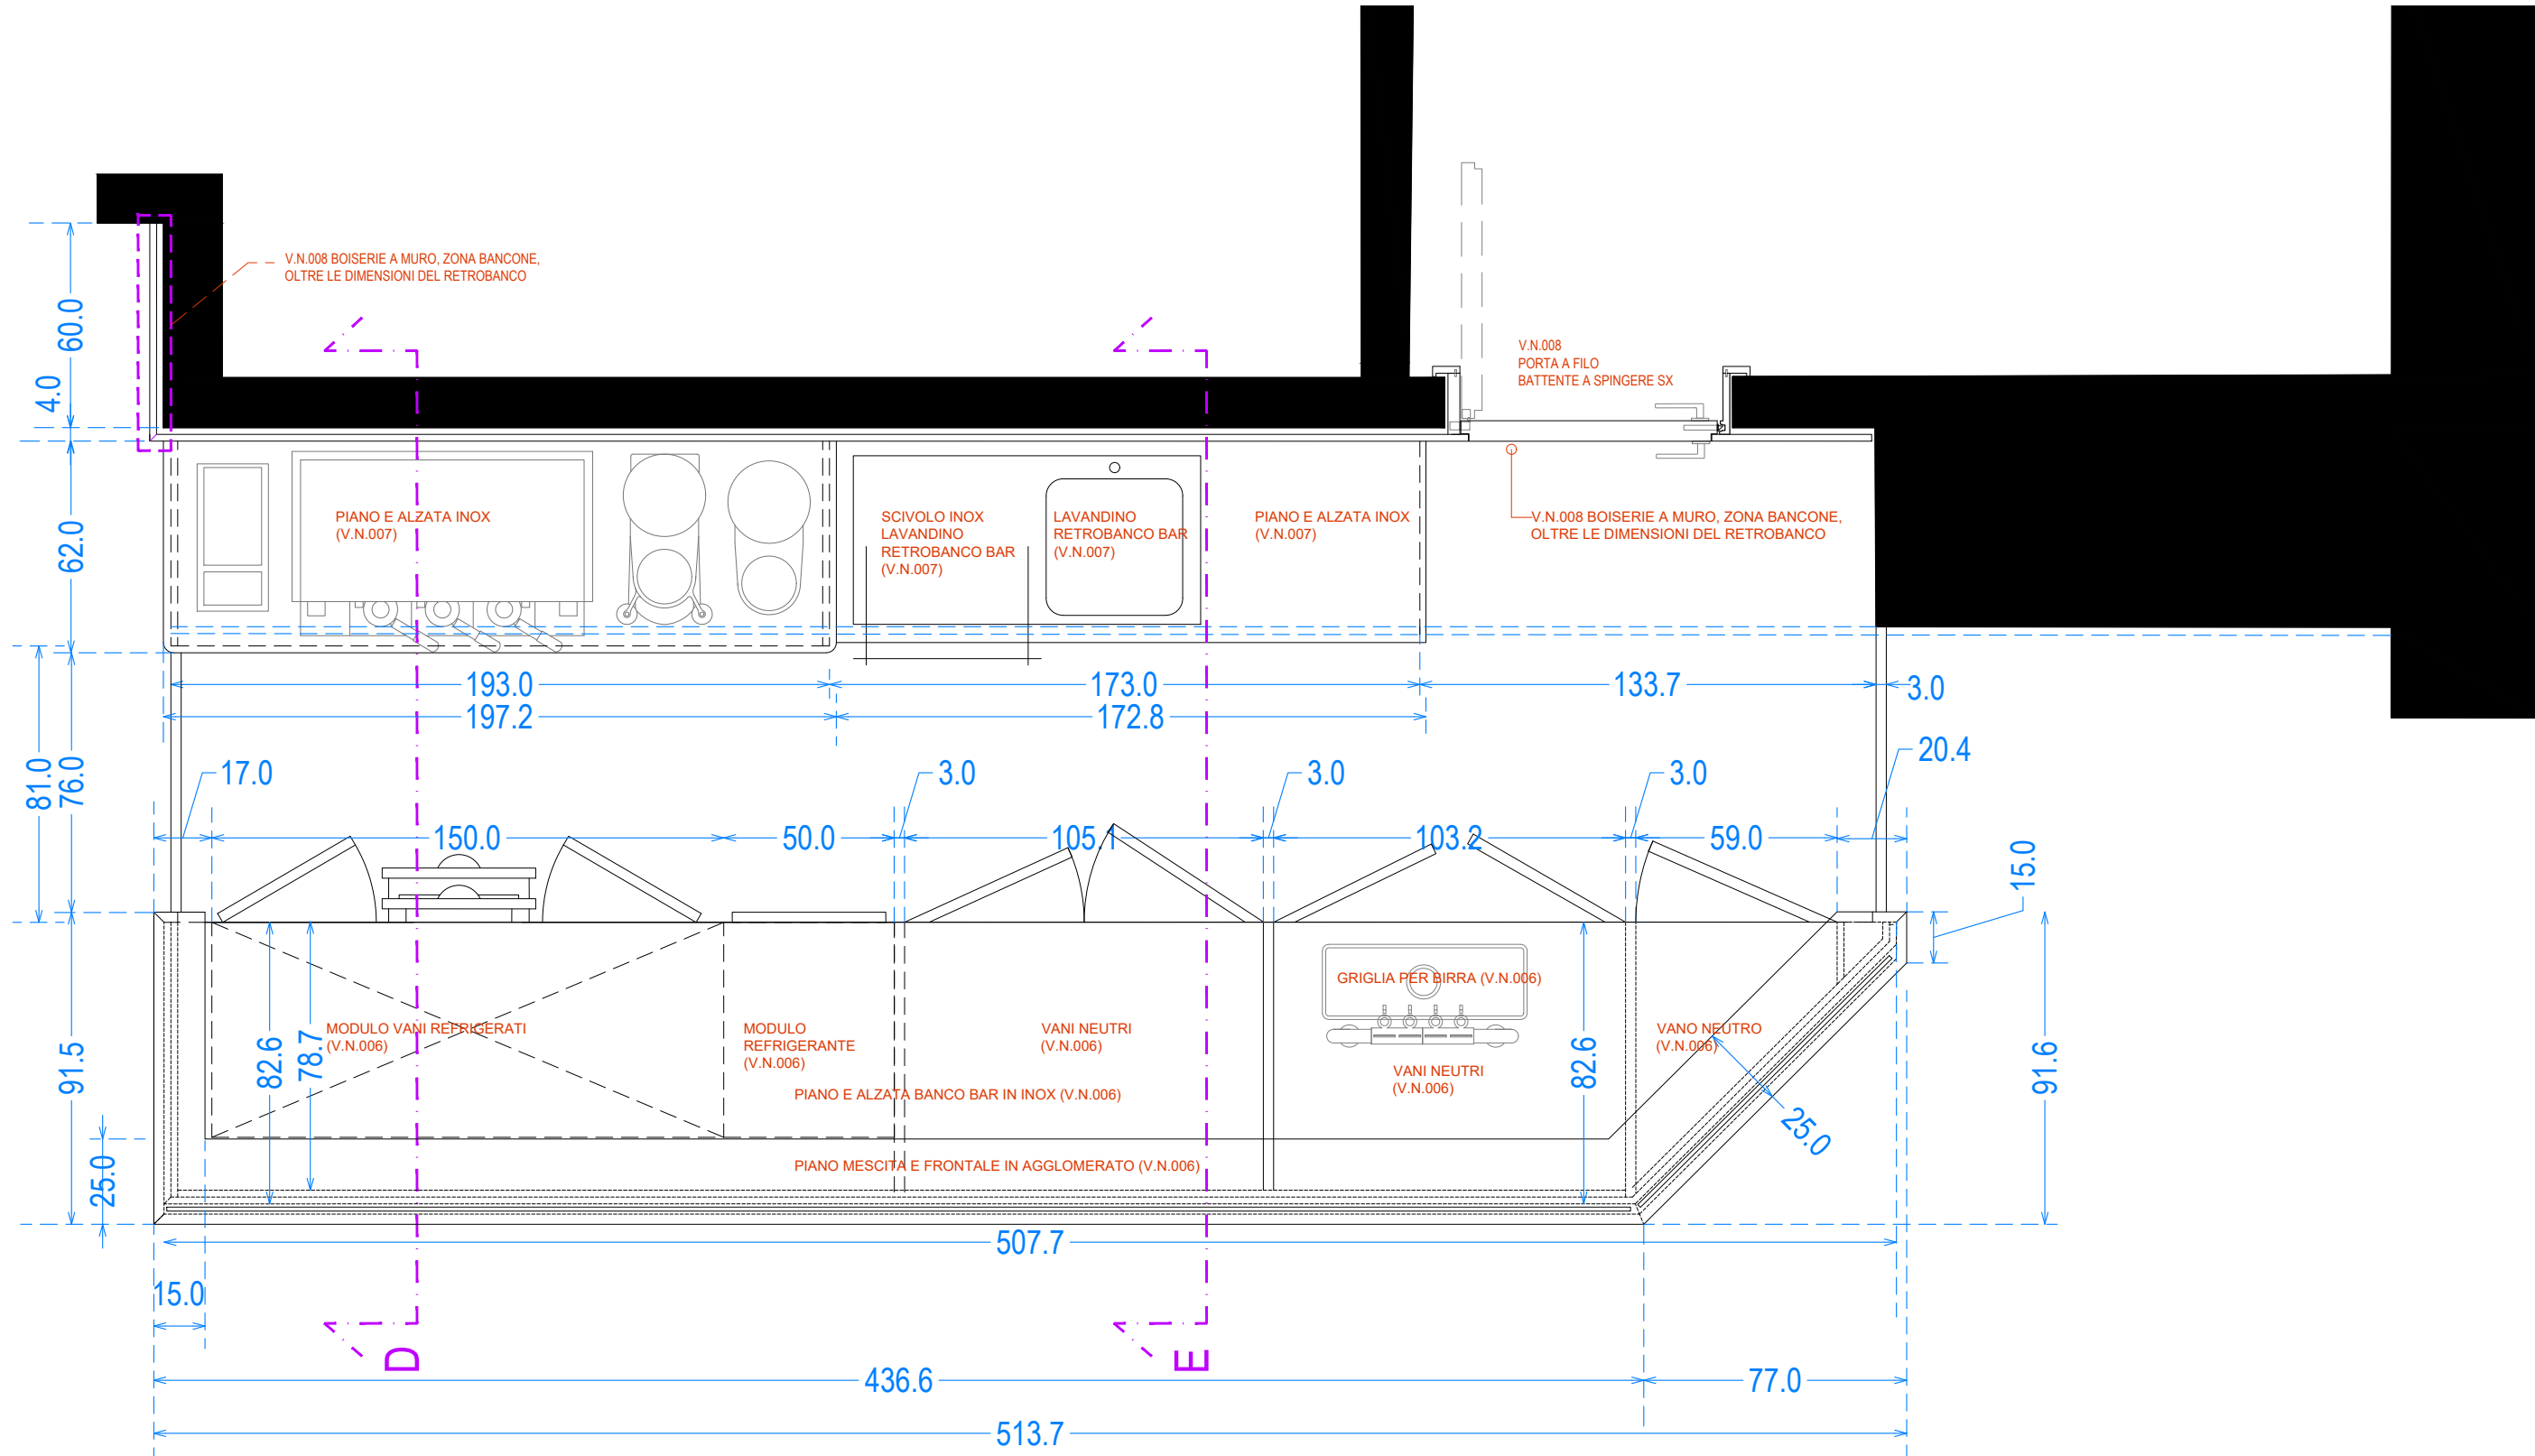 V.N.008 BOISERIE A MURO, ZONA BANCONE,
OLTRE LE DIMENSIONI DEL RETROBANCO
60.0
4.0
V.N.008
PORTA A FILO
BATTENTE A SPINGERE SX
62.0
PIANO E ALZATA INOX
(V.N.007)
SCIVOLO INOX
LAVANDINO
RETROBANCO BAR
(V.N.007)
LAVANDINO
RETROBANCO BAR
(V.N.007)
PIANO E ALZATA INOX
(V.N.007)
V.N.008 BOISERIE A MURO, ZONA BANCONE,
OLTRE LE DIMENSIONI DEL RETROBANCO
193.0
173.0
133.7
3.0
197.2
172.8
81.0
76.0
17.0
3.0
3.0
3.0
20.4
150.0
50.0
105.1
103.2
59.0
15.0
GRIGLIA PER BIRRA (V.N.006)
MODULO VANI REFRIGERATI
(V.N.006)
MODULO
REFRIGERANTE
(V.N.006)
VANI NEUTRI
(V.N.006)
VANO NEUTRO
(V.N.006)
VANI NEUTRI
(V.N.006)
91.5
82.6
78.7
82.6
91.6
PIANO E ALZATA BANCO BAR IN INOX (V.N.006)
25.0
25.0
PIANO MESCITA E FRONTALE IN AGGLOMERATO (V.N.006)
507.7
15.0
D
E
436.6
77.0
513.7